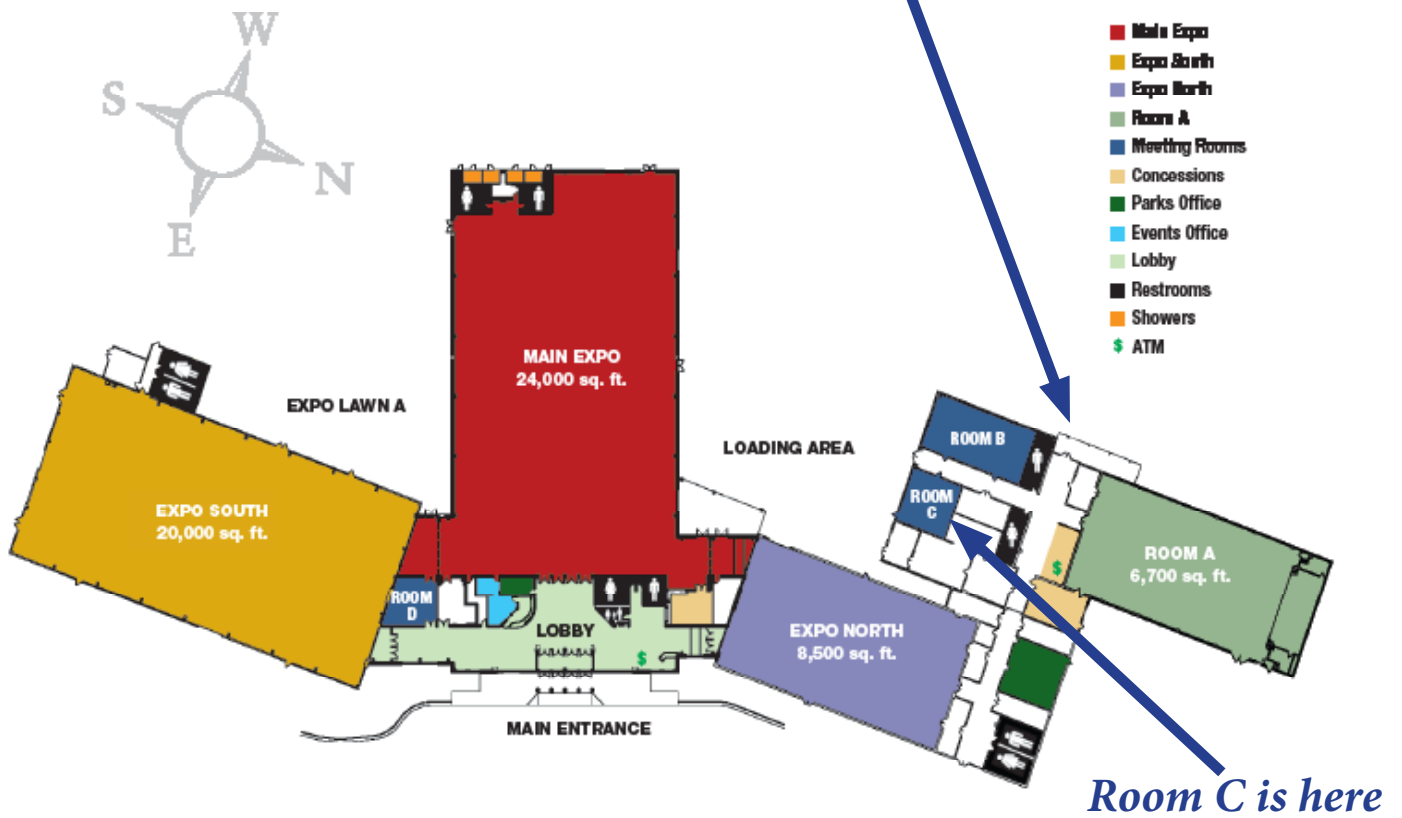 W
S
N
E
Main Expo
Expo South
Expo North
Room A
Meeting Rooms
Concessions
Parks Office
Events Office
Lobby
Restrooms
Showers
$ ATM
MAIN EXPO
24,000 sq. ft.
EXPO LAWN A
LOADING AREA
ROOM B
ROOM
C
EXPO SOUTH
20,000 sq. ft.
ROOM A
6,700 sq. ft.
$
ROOM
D
LOBBY
$
EXPO NORTH
8,500 sq. ft.
MAIN ENTRANCE
Room C is here